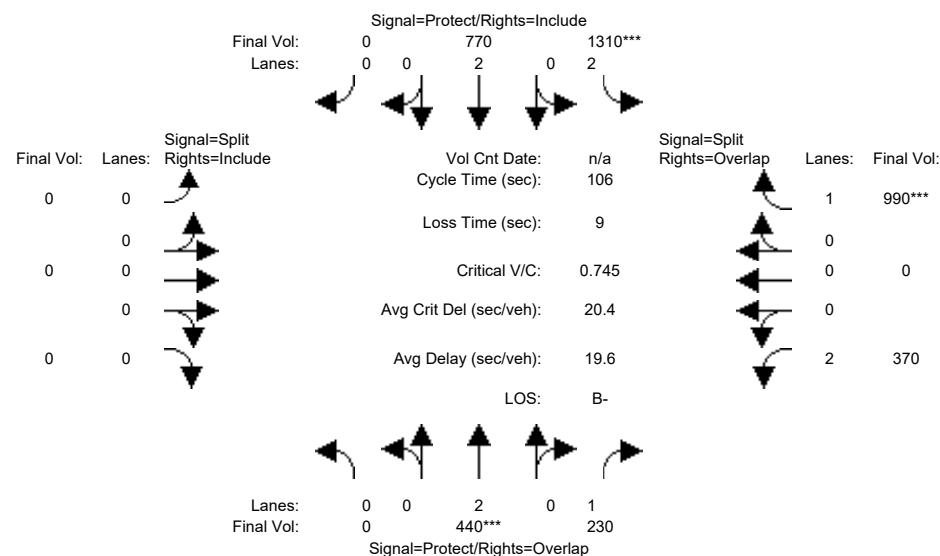 Signal=Protect/Rights=Include
Final Vol: 0 770 1310***
Lanes: 0 0 2 0 2
Signal=Split Signal=Split
Final Vol: Lanes: Rights=Include Vol Cnt Date: n/a Rights=Overlap Lanes: Final Vol:
Cycle Time (sec): 106
0 0 1 990***
Loss Time (sec): 9
0 0
0 0 Critical V/C: 0.745 0 0
0 Avg Crit Del (sec/veh): 20.4 0
0 0 Avg Delay (sec/veh): 19.6 2 370
LOS: B-
Lanes: 0 0 2 0 1
Final Vol: 0 440*** 230
Signal=Protect/Rights=Overlap